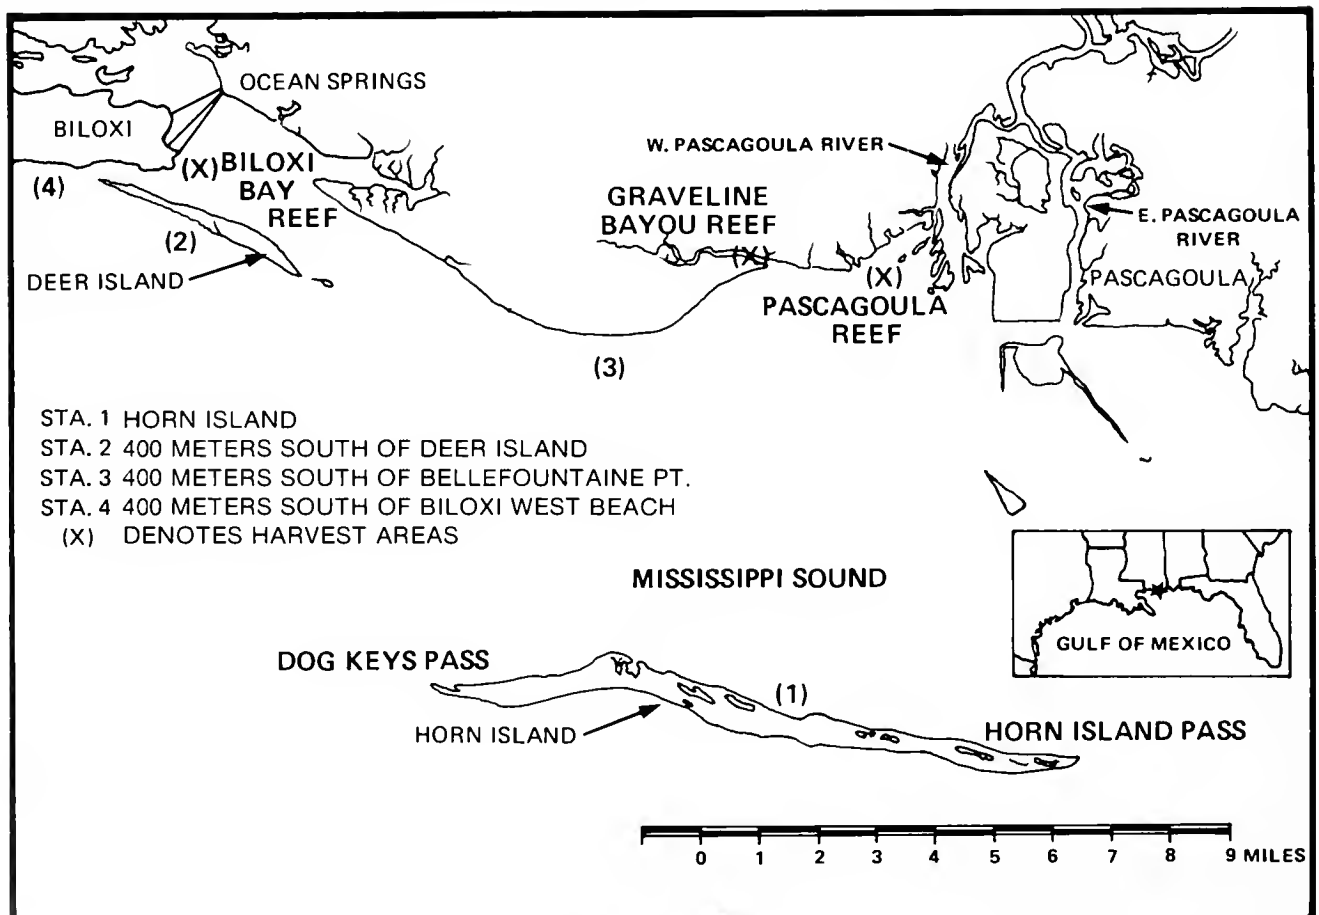 OCEAN SPRINGS
BILOXI
(X)
BILOXI
BAY
REEF
(4)
(2)
DEER ISLAND
W. PASCAGOULA RIVER
GRAVELINE
BAYOU REEF
(X)
(X)
PASCAGOULA
REEF
E. PASCAGOULA
RIVER
PASCAGOULA
(3)
STA. 1 HORN ISLAND
STA. 2 400 METERS SOUTH OF DEER ISLAND
STA. 3 400 METERS SOUTH OF BELLEFOUNTAINE PT.
STA. 4 400 METERS SOUTH OF BILOXI WEST BEACH
(X) DENOTES HARVEST AREAS
MISSISSIPPI SOUND
GULF OF MEXICO
DOG KEYS PASS
(1)
HORN ISLAND
HORN ISLAND PASS
0 1 2 3 4 5 6 7 8 9 MILES